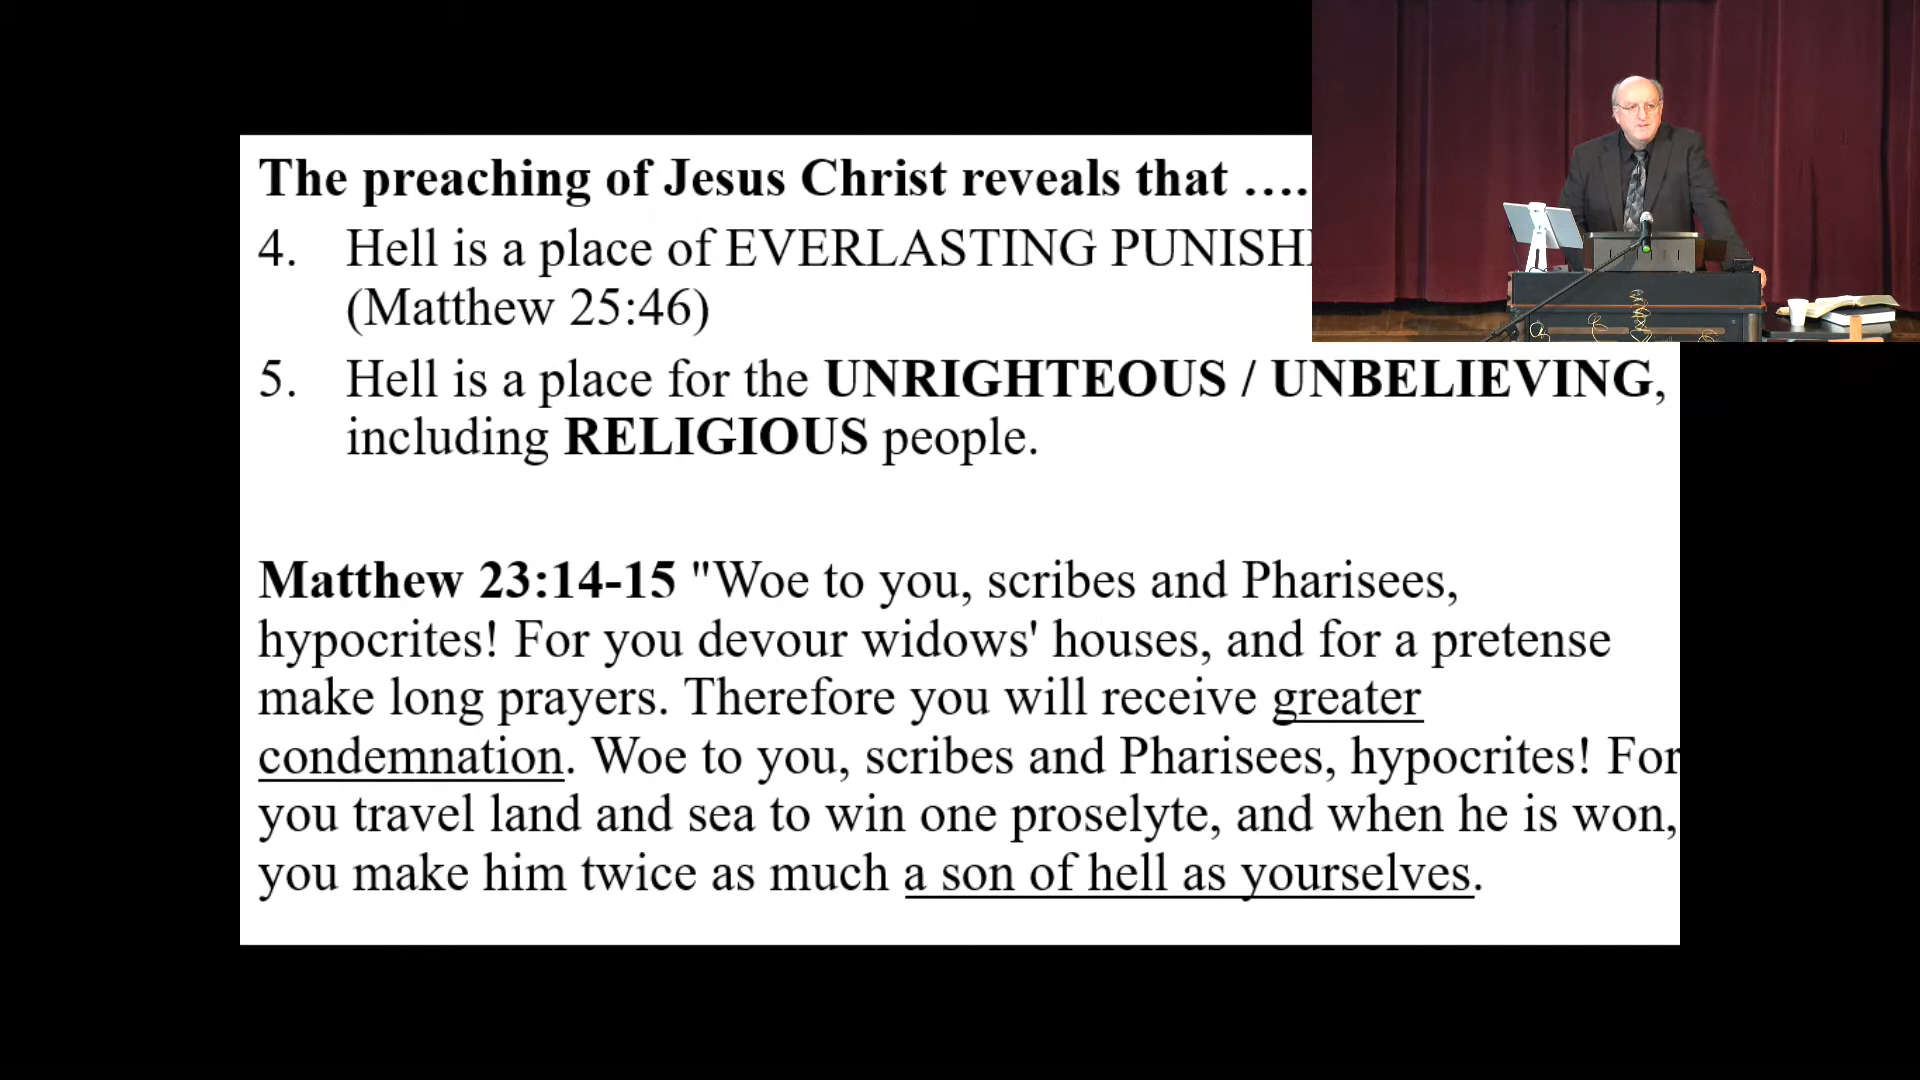 The preaching of Jesus Christ reveals that ….
4. Hell is a place of EVERLASTING
(Matthew 25:46)
5. Hell is a place for the UNRIGHTEOUS / UNBELIEVING,
including RELIGIOUS people.
Matthew 23:14-15 "Woe to you, scribes and Pharisees,
hypocrites! For you devour widows' houses, and for a pretense
make long prayers. Therefore you will receive greater
condemnation. Woe to you, scribes and Pharisees, hypocrites! For
you travel land and sea to win one proselyte, and when he is won,
you make him twice as much a son of hell as yourselves.